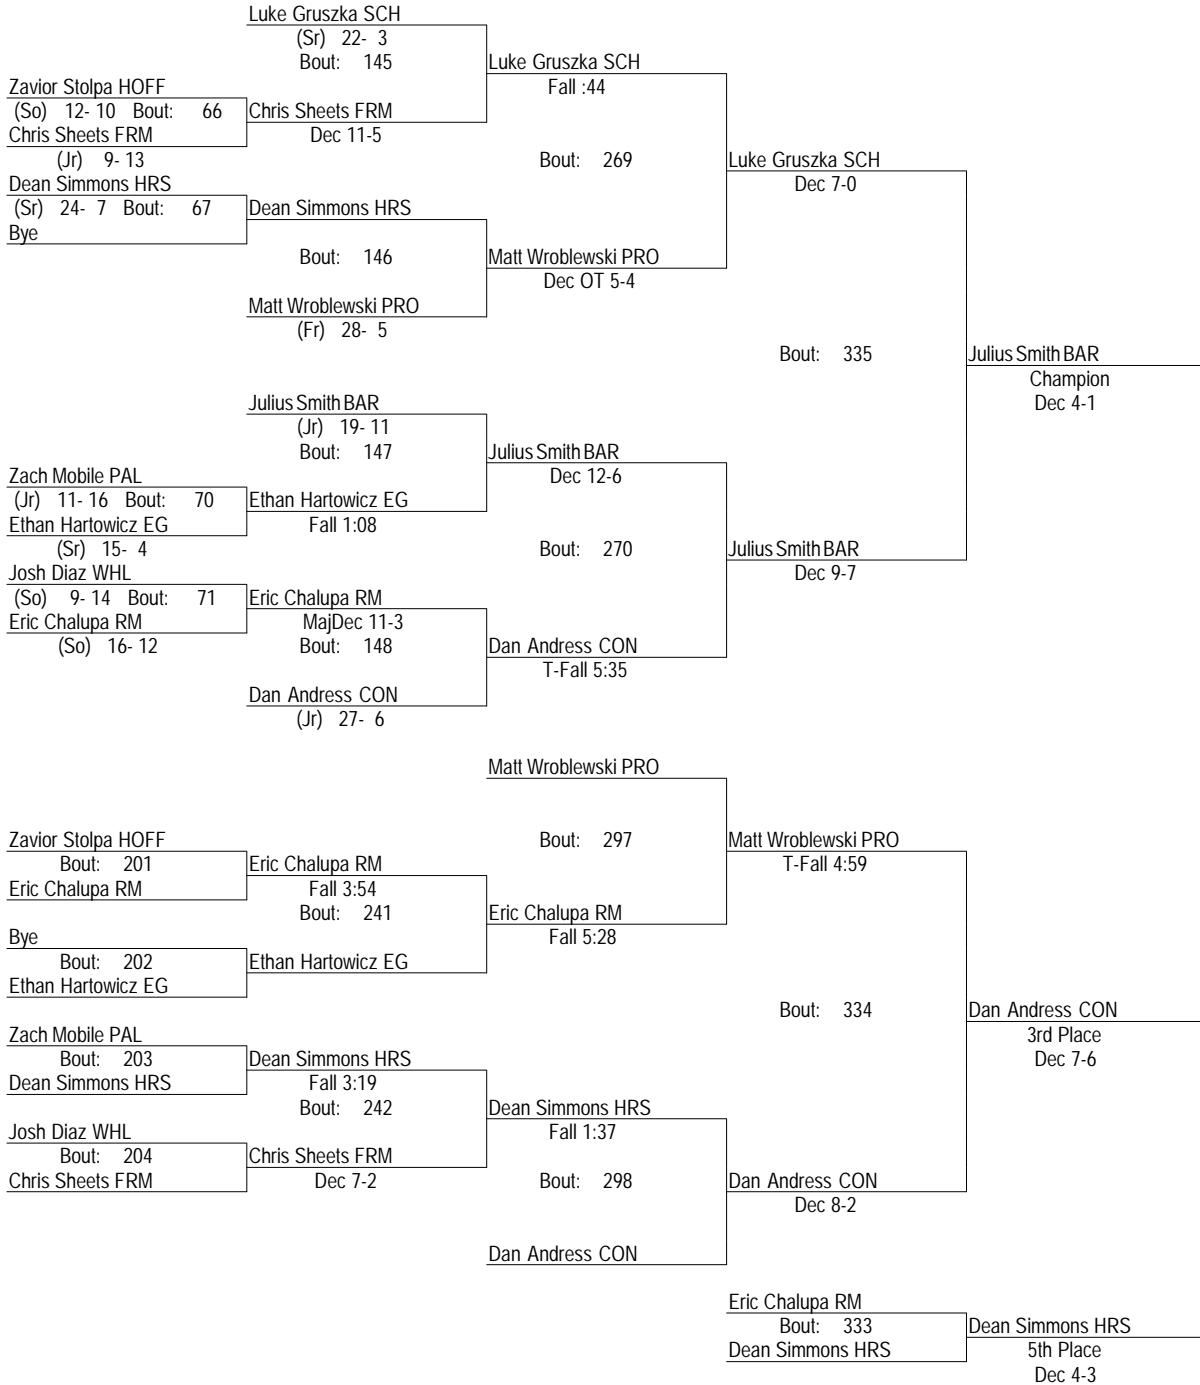 Luke Gruszka SCH
(Sr) 22- 3
Bout: 145
Luke Gruszka SCH
Fall :44
Zavior Stolpa HOFF
(So) 12- 10 Bout: 66
Chris Sheets FRM
Dec 11-5
Chris Sheets FRM
(Jr) 9- 13
Bout: 269
Luke Gruszka SCH
Dec 7-0
Dean Simmons HRS
(Sr) 24- 7 Bout: 67
Dean Simmons HRS
Bye
Bout: 146
Matt Wroblewski PRO
Dec OT 5-4
Matt Wroblewski PRO
(Fr) 28- 5
Bout: 335
Julius Smith BAR
Champion
Dec 4-1
Julius Smith BAR
(Jr) 19- 11
Bout: 147
Julius Smith BAR
Dec 12-6
Zach Mobile PAL
(Jr) 11- 16 Bout: 70
Ethan Hartowicz EG
Fall 1:08
Ethan Hartowicz EG
(Sr) 15- 4
Bout: 270
Julius Smith BAR
Dec 9-7
Josh Diaz WHL
(So) 9- 14 Bout: 71
Eric Chalupa RM
MajDec 11-3
Eric Chalupa RM
(So) 16- 12
Bout: 148
Dan Andress CON
T-Fall 5:35
Dan Andress CON
(Jr) 27- 6
Matt Wroblewski PRO
Bout: 297
Matt Wroblewski PRO
T-Fall 4:59
Zavior Stolpa HOFF
Bout: 201
Eric Chalupa RM
Eric Chalupa RM
Fall 3:54
Bout: 241
Eric Chalupa RM
Fall 5:28
Bye
Bout: 202
Ethan Hartowicz EG
Ethan Hartowicz EG
Bout: 334
Dan Andress CON
3rd Place
Dec 7-6
Zach Mobile PAL
Bout: 203
Dean Simmons HRS
Dean Simmons HRS
Fall 3:19
Bout: 242
Dean Simmons HRS
Fall 1:37
Josh Diaz WHL
Bout: 204
Chris Sheets FRM
Chris Sheets FRM
Dec 7-2
Bout: 298
Dan Andress CON
Dec 8-2
Dan Andress CON
Eric Chalupa RM
Bout: 333
Dean Simmons HRS
Dean Simmons HRS
5th Place
Dec 4-3